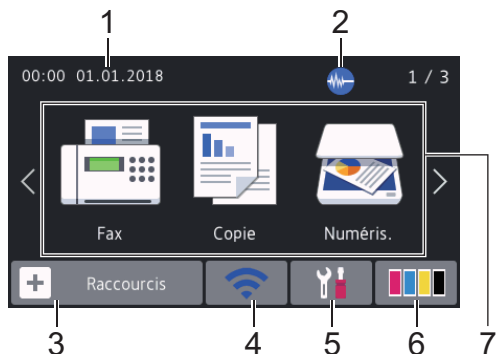 1 2
00:00 01.01.2018 1 / 3
Fax Copie Numéris.
Raccourcis
3 4 5 6 7